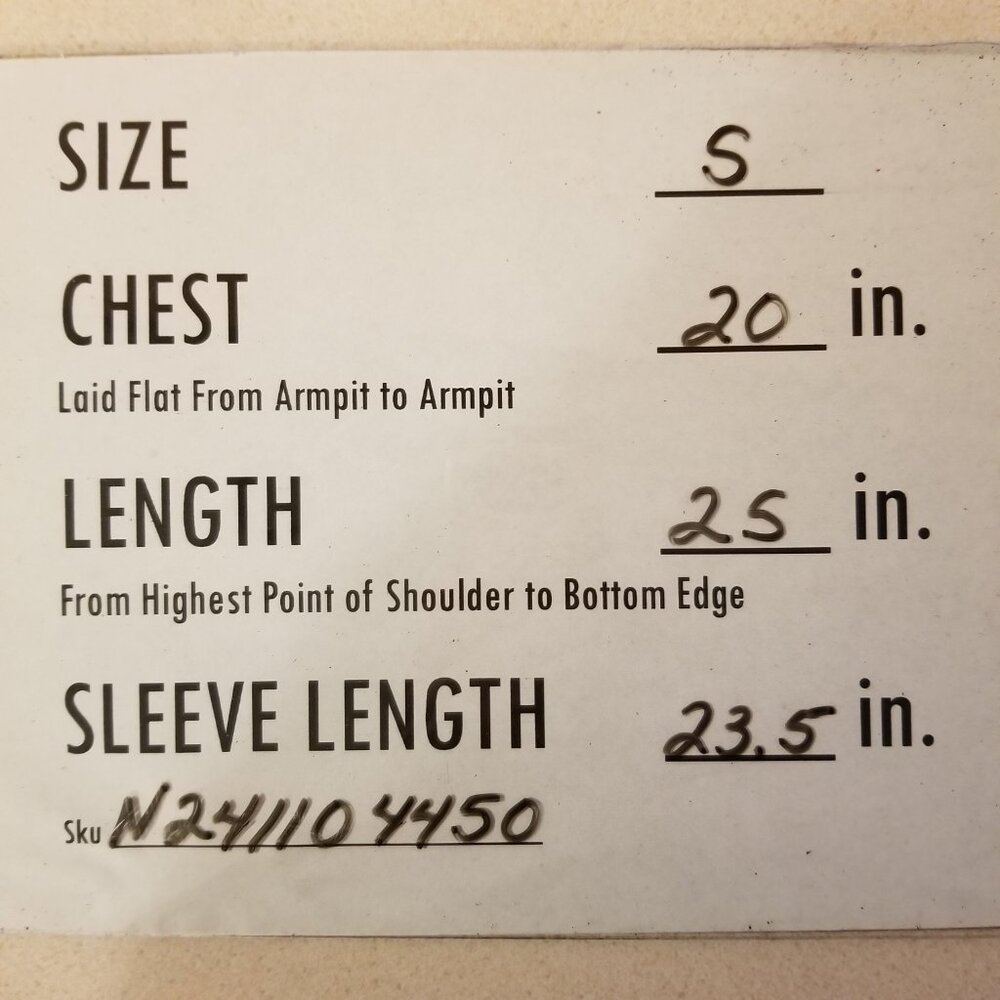 SIZE S
CHEST 20 in.
Laid Flat From Armpit to Armpit
LENGTH 25 in.
From Highest Point of Shoulder to Bottom Edge
SLEEVE LENGTH 23.5 in.
Sku N241104450